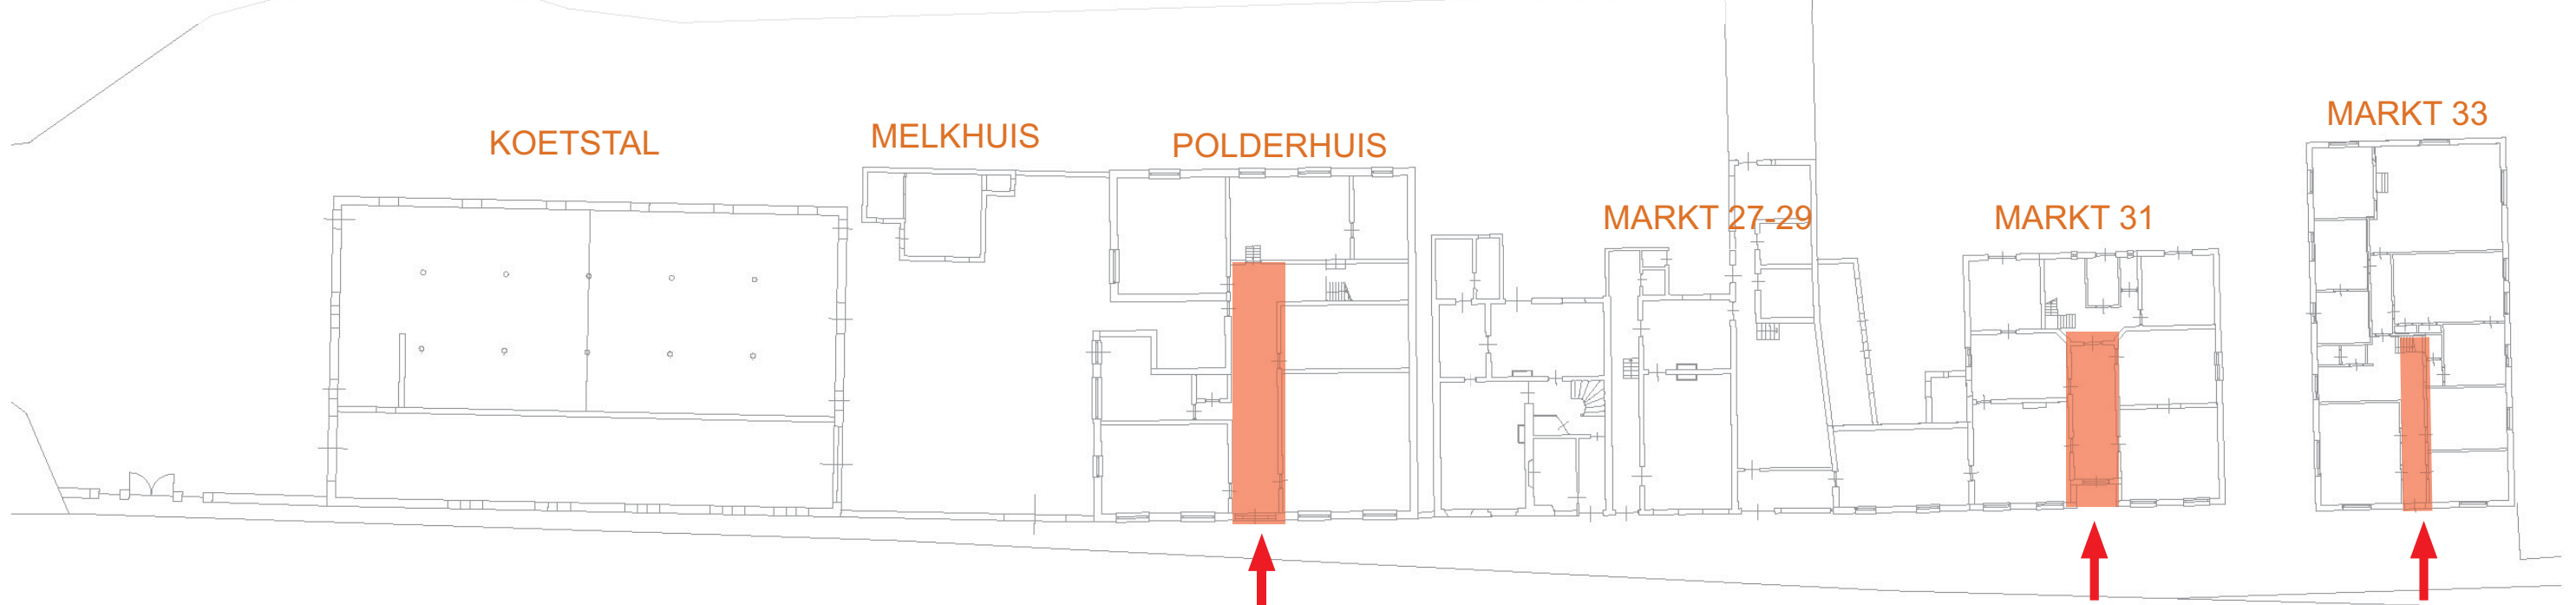 KOETSTAL
MELKHUIS
POLDERHUIS
MARKT 27-29
MARKT 31
MARKT 33